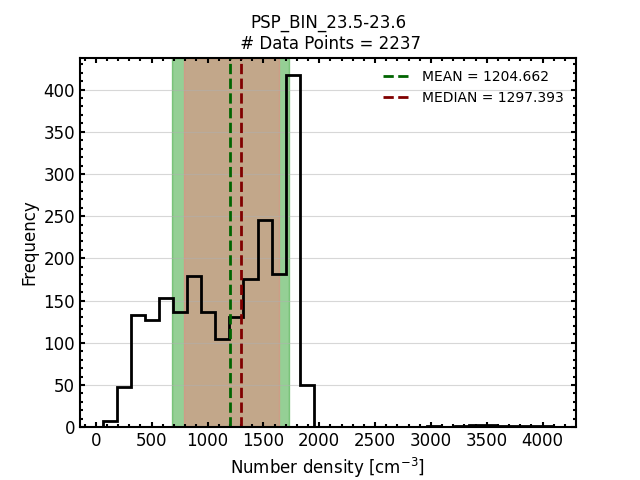 PSP_BIN_23.5-23.6
# Data Points = 2237
MEAN = 1204.662
MEDIAN = 1297.393
Frequency
400
350
300
250
200
150
100
50
0
0 500 1000 1500 2000 2500 3000 3500 4000
Number density [cm⁻³]